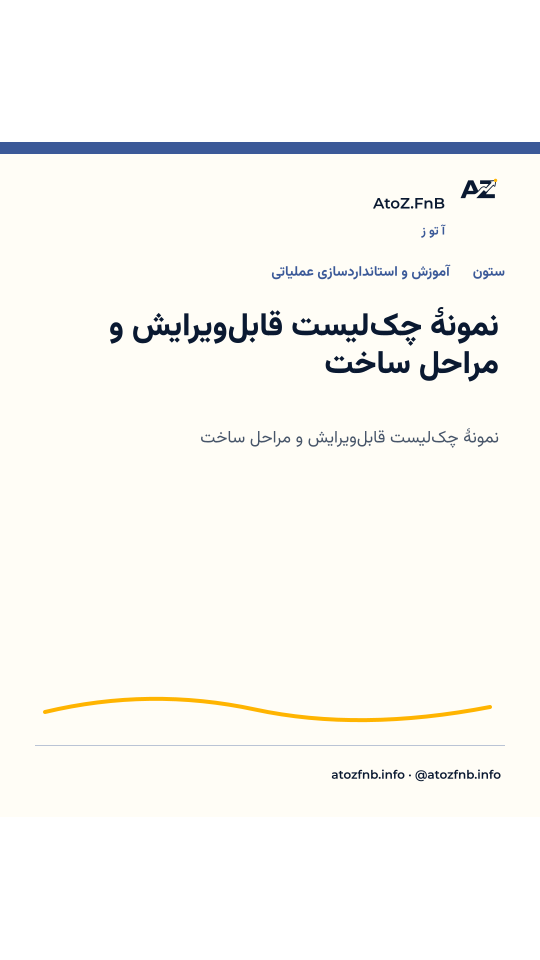 AZ
AtoZ.FnB
آ تو ز
ستون آموزش و استانداردسازی عملیاتی
نمونهٔ چک‌لیست قابل‌ویرایش و
مراحل ساخت
نمونهٔ چک‌لیست قابل‌ویرایش و مراحل ساخت
atozfnb.info · @atozfnb.info